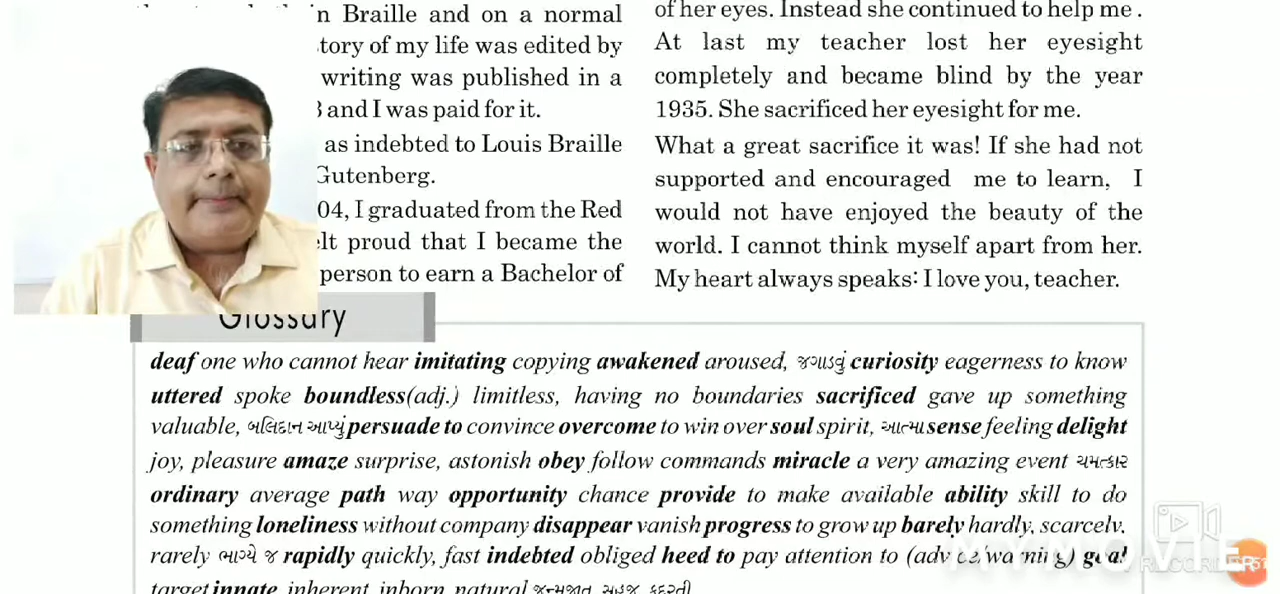 n Braille and on a normal
tory of my life was edited by
writing was published in a
3 and I was paid for it.
as indebted to Louis Braille
Gutenberg.
04, I graduated from the Red
elt proud that I became the
person to earn a Bachelor of
of her eyes. Instead she continued to help me .
At last my teacher lost her eyesight
completely and became blind by the year
1935. She sacrificed her eyesight for me.
What a great sacrifice it was! If she had not
supported and encouraged me to learn, I
would not have enjoyed the beauty of the
world. I cannot think myself apart from her.
My heart always speaks: I love you, teacher.
Glossary
deaf one who cannot hear imitating copying awakened aroused, જગાડવું curiosity eagerness to know
uttered spoke boundless(adj.) limitless, having no boundaries sacrificed gave up something
valuable, બલિદાન આપ્યું persuade to convince overcome to win over soul spirit, આત્મા sense feeling delight
joy, pleasure amaze surprise, astonish obey follow commands miracle a very amazing event ચમત્કાર
ordinary average path way opportunity chance provide to make available ability skill to do
something loneliness without company disappear vanish progress to grow up barely hardly, scarcely,
rarely ભાગ્યે જ rapidly quickly, fast indebted obliged heed to pay attention to (advice/warning) goal
target innate inherent, inborn, natural જન્મજાત, સહજ, કુદરતી